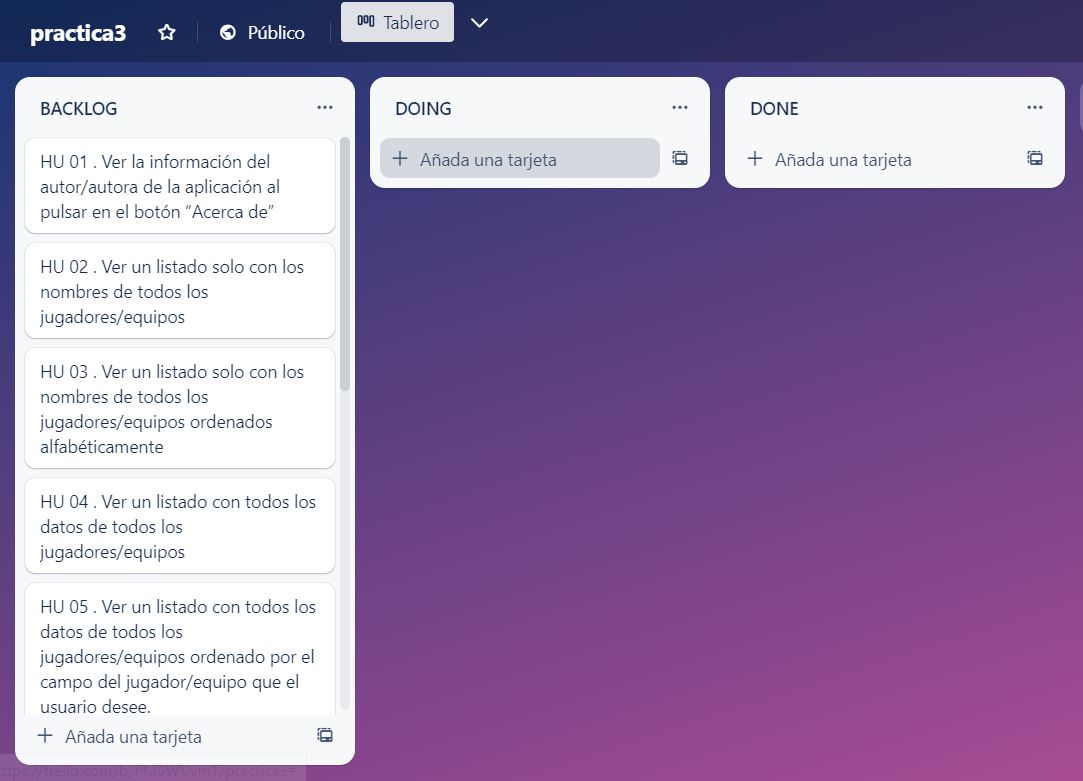 practica3
Público
Tablero
BACKLOG
HU 01 . Ver la información del
autor/autora de la aplicación al
pulsar en el botón “Acerca de”
HU 02 . Ver un listado solo con los
nombres de todos los
jugadores/equipos
HU 03 . Ver un listado solo con los
nombres de todos los
jugadores/equipos ordenados
alfabéticamente
HU 04 . Ver un listado con todos los
datos de todos los
jugadores/equipos
HU 05 . Ver un listado con todos los
datos de todos los
jugadores/equipos ordenado por el
campo del jugador/equipo que el
usuario desee.
+ Añada una tarjeta
DOING
+ Añada una tarjeta
DONE
+ Añada una tarjeta